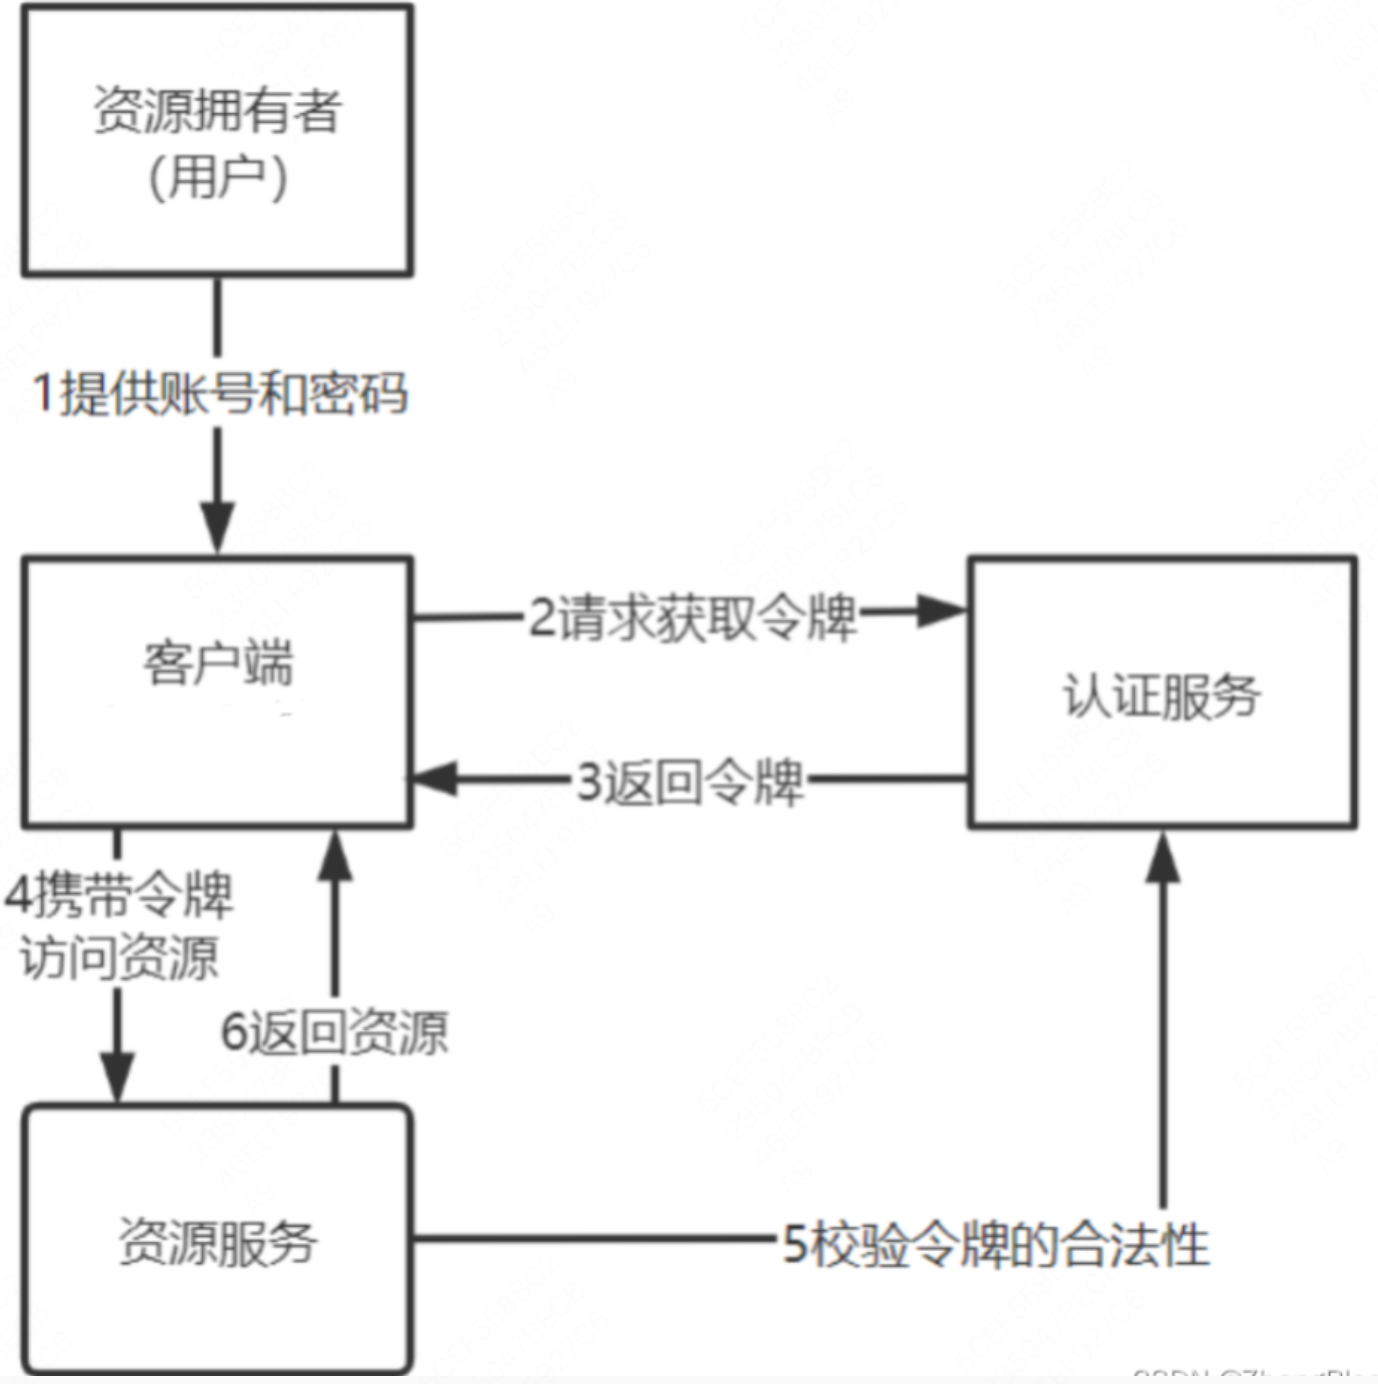 资源拥有者
(用户)
1提供账号和密码
客户端
2请求获取令牌
认证服务
3返回令牌
4携带令牌
访问资源
6返回资源
资源服务
5校验令牌的合法性